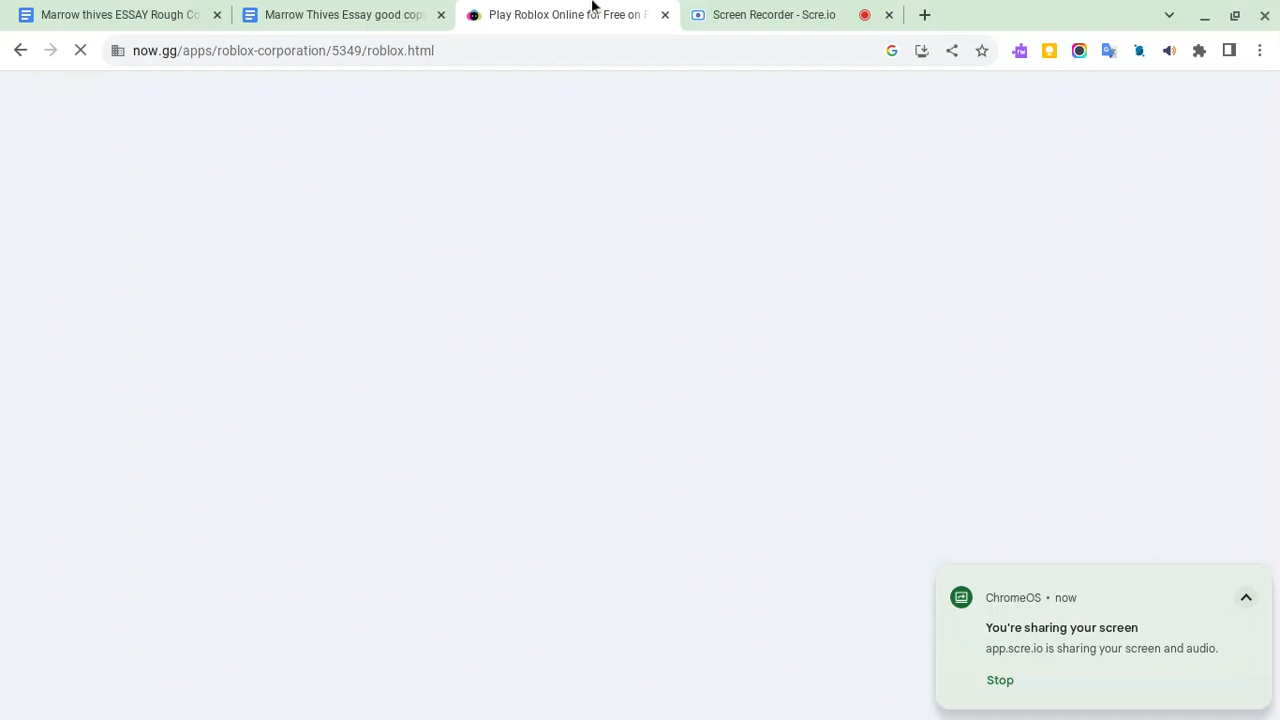 Marrow thives ESSAY Rough Co
Marrow Thives Essay good copy
Play Roblox Online for Free on P
Screen Recorder - Scre.io
now.gg/apps/roblox-corporation/5349/roblox.html
ChromeOS • now
You're sharing your screen
app.scre.io is sharing your screen and audio.
Stop